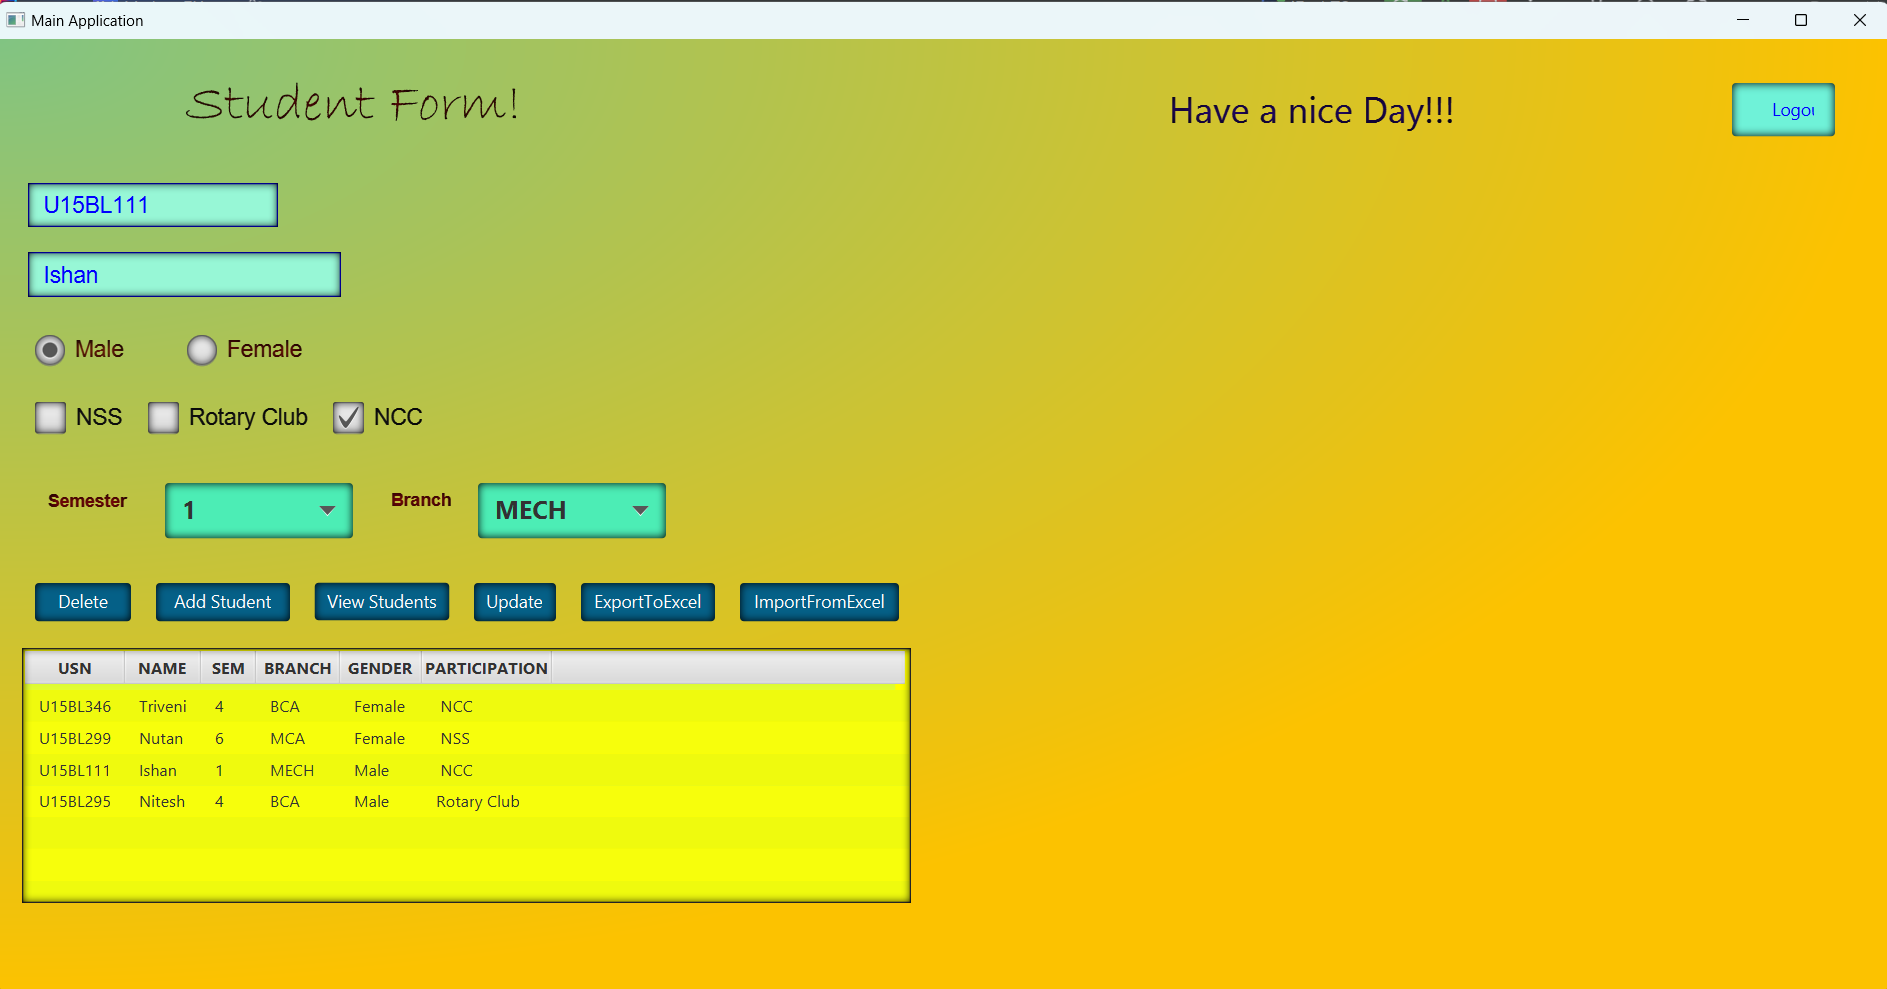 Main Application
Student Form!
Have a nice Day!!!
U15BL111
Ishan
Male Female
NSS Rotary Club NCC
Semester 1 Branch MECH
Delete Add Student View Students Update ExportToExcel ImportFromExcel
USN NAME SEM BRANCH GENDER PARTICIPATION
U15BL346 Triveni 4 BCA Female NCC
U15BL299 Nutan 6 MCA Female NSS
U15BL111 Ishan 1 MECH Male NCC
U15BL295 Nitesh 4 BCA Male Rotary Club